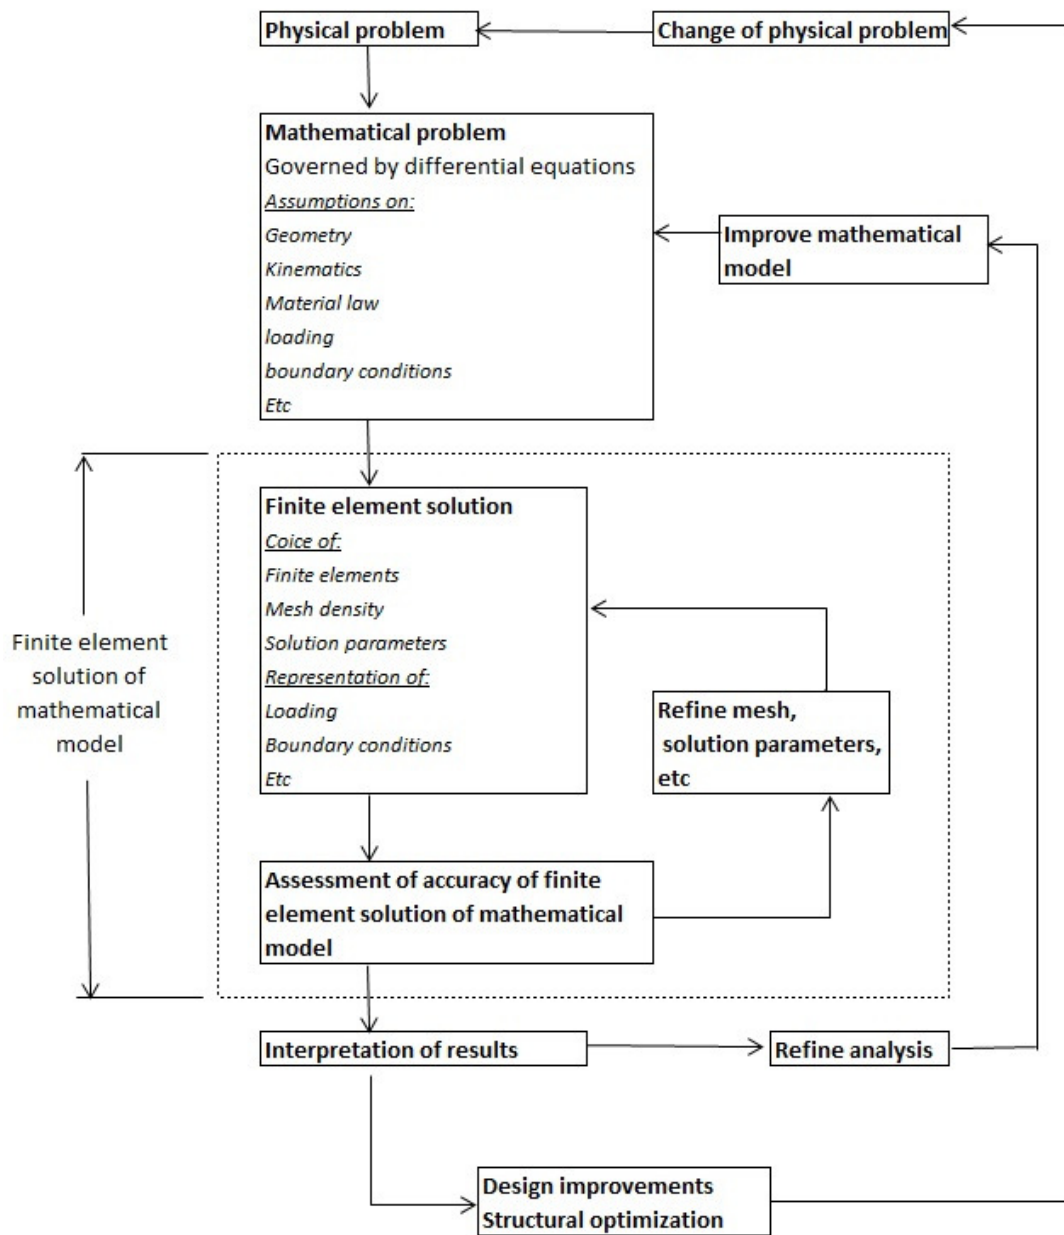 Physical problem
Change of physical problem
Mathematical problem
Governed by differential equations
Assumptions on:
Geometry
Kinematics
Material law
loading
boundary conditions
Etc
Improve mathematical
model
Finite element solution
Coice of:
Finite elements
Mesh density
Solution parameters
Representation of:
Loading
Boundary conditions
Etc
Finite element
solution of
mathematical
model
Refine mesh,
solution parameters,
etc
Assessment of accuracy of finite
element solution of mathematical
model
Interpretation of results
Refine analysis
Design improvements
Structural optimization